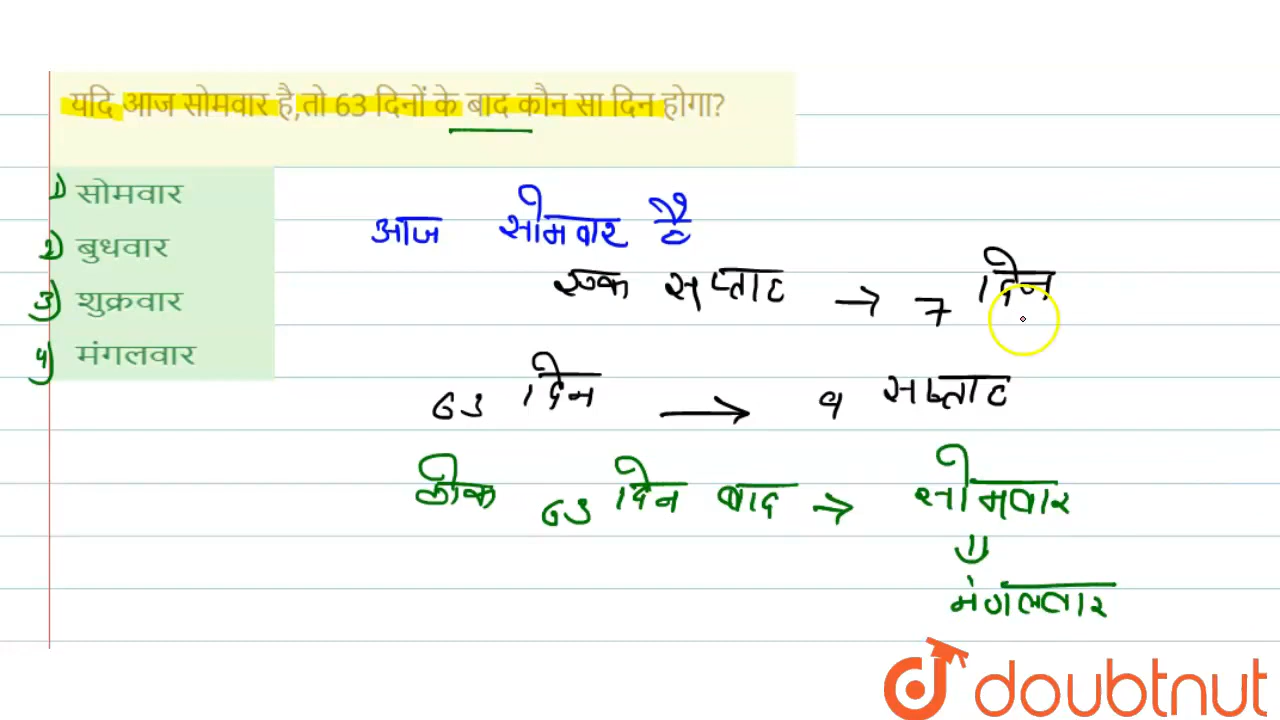 यदि आज सोमवार है,तो 63 दिनों के बाद कौन सा दिन होगा?
1) सोमवार
2) बुधवार
3) शुक्रवार
4) मंगलवार
आज सोमवार है
एक सप्ताह → 7 दिन
63 दिन → 9 सप्ताह
ठीक 63 दिन बाद → सोमवार
मंगलवार
doubtnut